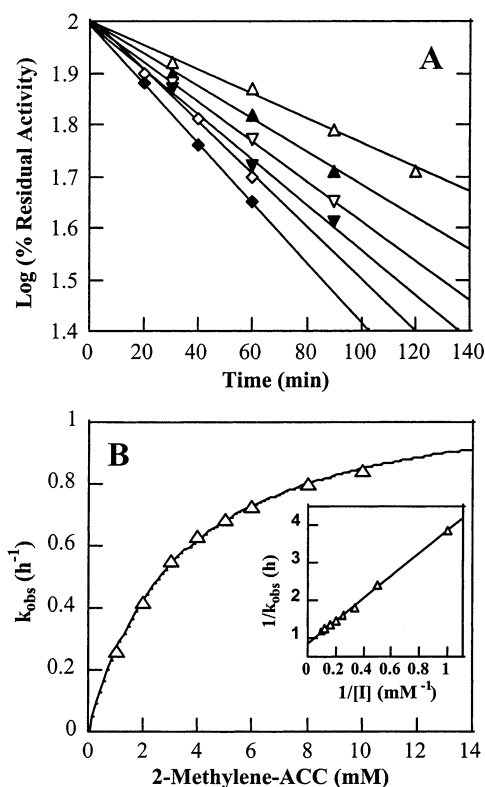 A
Log (% Residual Activity)
2
1.9
1.8
1.7
1.6
1.5
1.4
0 20 40 60 80 100 120 140
Time (min)
B
k_obs (h⁻¹)
1
0.8
0.6
0.4
0.2
0
0 2 4 6 8 10 12 14
2-Methylene-ACC (mM)
1/k_obs (h)
4
3
2
1
0 0.2 0.4 0.6 0.8 1
1/[I] (mM⁻¹)